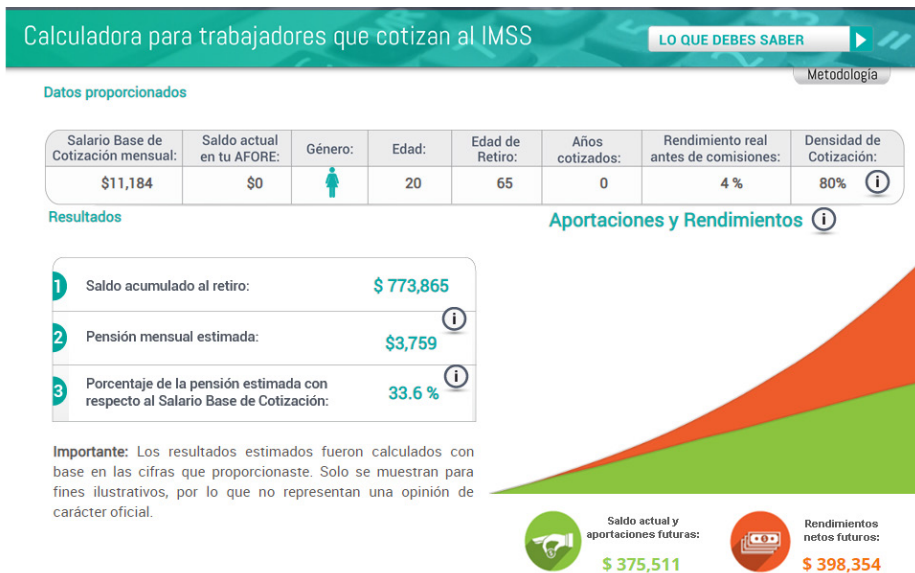 Calculadora para trabajadores que cotizan al IMSS
LO QUE DEBES SABER
Metodología
Datos proporcionados
Salario Base de
Cotización mensual:
Saldo actual
en tu AFORE:
Género:
Edad:
Edad de
Retiro:
Años
cotizados:
Rendimiento real
antes de comisiones:
Densidad de
Cotización:
$11,184
$0
20
65
0
4 %
80%
i
Resultados
Aportaciones y Rendimientos i
1 Saldo acumulado al retiro: $ 773,865
i
2 Pensión mensual estimada: $3,759
i
3 Porcentaje de la pensión estimada con
respecto al Salario Base de Cotización: 33.6 %
Importante: Los resultados estimados fueron calculados con
base en las cifras que proporcionaste. Solo se muestran para
fines ilustrativos, por lo que no representan una opinión de
carácter oficial.
Saldo actual y
aportaciones futuras:
$ 375,511
Rendimientos
netos futuros:
$ 398,354